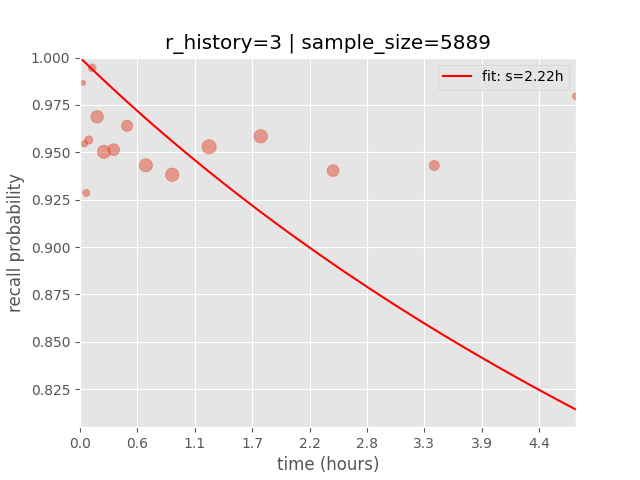 r_history=3 | sample_size=5889
fit: s=2.22h
recall probability
1.000
0.975
0.950
0.925
0.900
0.875
0.850
0.825
0.0 0.6 1.1 1.7 2.2 2.8 3.3 3.9 4.4
time (hours)